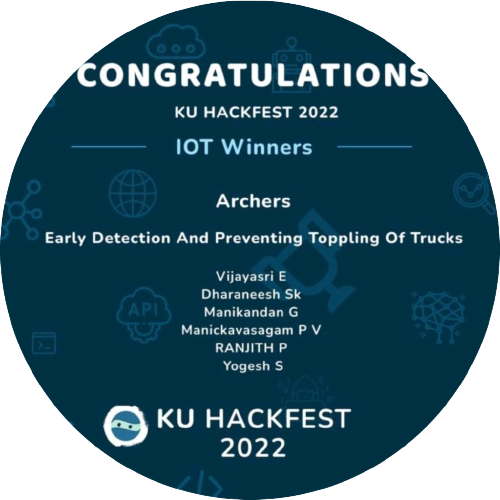 CONGRATULATIONS
KU HACKFEST 2022
IOT Winners
Archers
Early Detection And Preventing Toppling Of Trucks
Vijayasri E
Dharaneesh Sk
Manikandan G
Manickavasagam P V
RANJITH P
Yogesh S
API
KU HACKFEST
2022